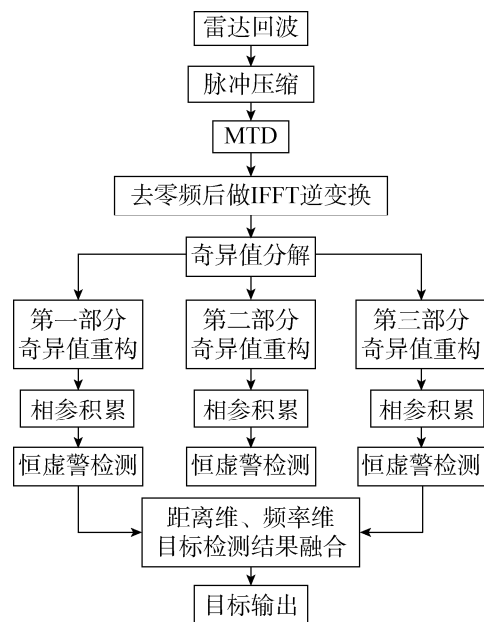 雷达回波
脉冲压缩
MTD
去零频后做IFFT逆变换
奇异值分解
第一部分
奇异值重构
第二部分
奇异值重构
第三部分
奇异值重构
相参积累
相参积累
相参积累
恒虚警检测
恒虚警检测
恒虚警检测
距离维、频率维
目标检测结果融合
目标输出